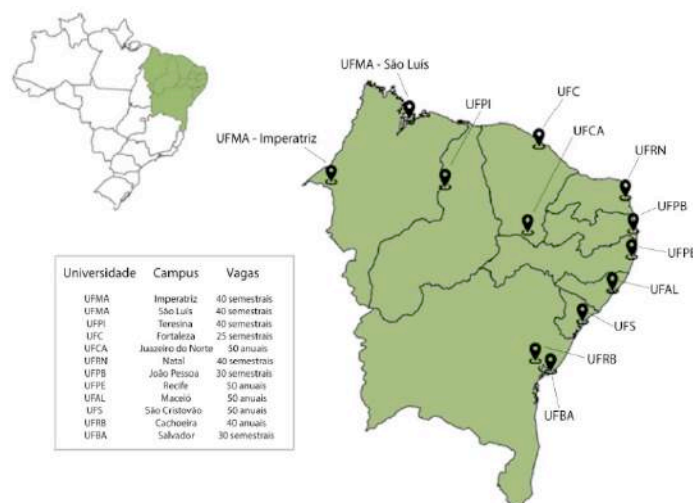 UFMA - São Luís
UFPI
UFC
UFCA
UFMA - Imperatriz
UFRN
UFPB
UFPE
UFAL
UFS
UFRB
UFBA
Universidade Campus Vagas
UFMA Imperatriz 40 semestrais
UFMA São Luís 40 semestrais
UFPI Teresina 40 semestrais
UFC Fortaleza 25 semestrais
UFCA Juazeiro do Norte 50 anuais
UFRN Natal 40 semestrais
UFPB João Pessoa 30 semestrais
UFPE Recife 50 anuais
UFAL Maceió 50 anuais
UFS São Cristovão 50 anuais
UFRB Cachoeira 40 anuais
UFBA Salvador 30 semestrais